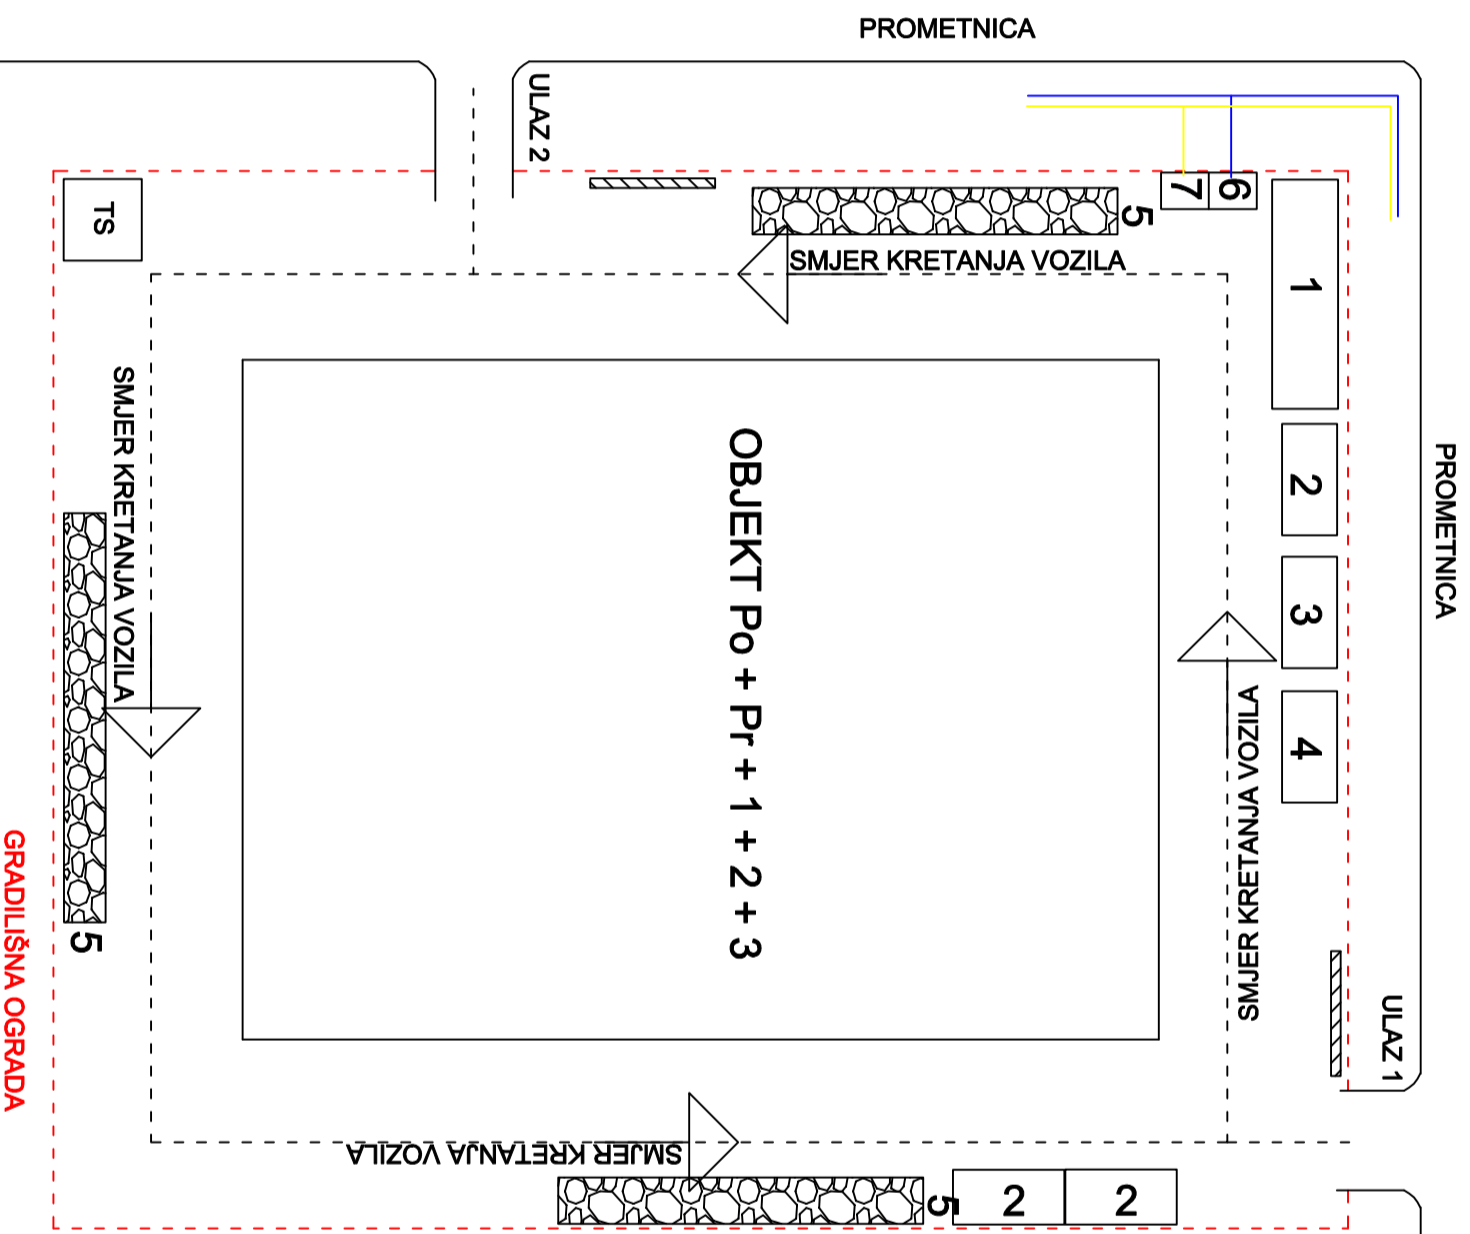 PROMETNICA
ULAZ 2
7
6
5
1
TS
SMJER KRETANJA VOZILA
PROMETNICA
SMJER KRETANJA VOZILA
OBJEKT Po + Pr + 1 + 2 + 3
2
3
4
SMJER KRETANJA VOZILA
GRADILIŠNA OGRADA
5
ULAZ 1
SMJER KRETANJA VOZILA
5
2
2